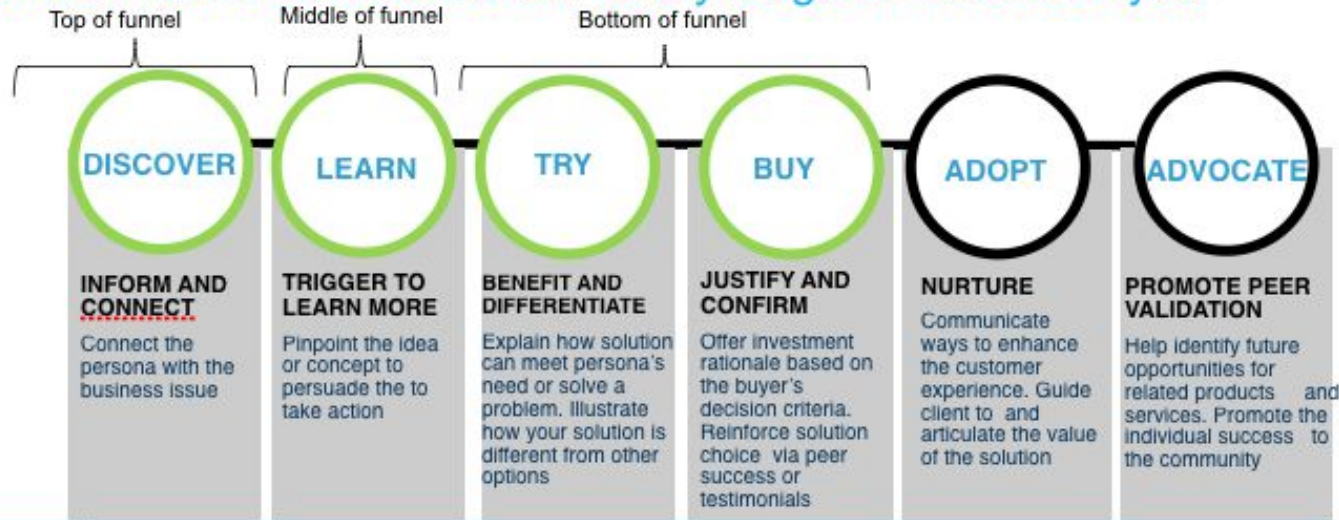 Top of funnel
Middle of funnel
Bottom of funnel
DISCOVER
LEARN
TRY
BUY
ADOPT
ADVOCATE
INFORM AND
CONNECT
Connect the
persona with the
business issue
TRIGGER TO
LEARN MORE
Pinpoint the idea
or concept to
persuade the to
take action
BENEFIT AND
DIFFERENTIATE
Explain how solution
can meet persona's
need or solve a
problem. Illustrate
how your solution is
different from other
options
JUSTIFY AND
CONFIRM
Offer investment
rationale based on
the buyer's
decision criteria.
Reinforce solution
choice via peer
success or
testimonials
NURTURE
Communicate
ways to enhance
the customer
experience. Guide
client to and
articulate the value
of the solution
PROMOTE PEER
VALIDATION
Help identify future
opportunities for
related products and
services. Promote the
individual success to
the community